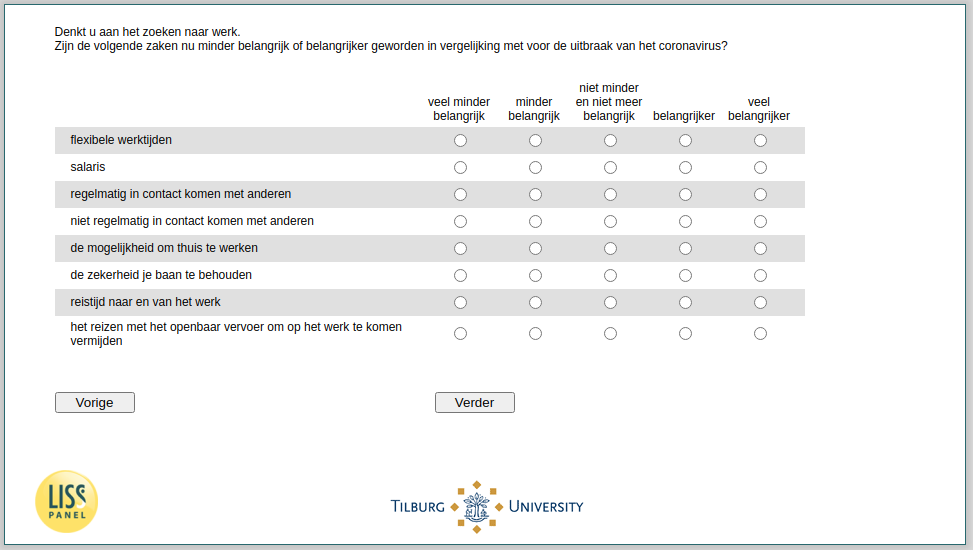 Denkt u aan het zoeken naar werk.
Zijn de volgende zaken nu minder belangrijk of belangrijker geworden in vergelijking met voor de uitbraak van het coronavirus?
veel minder belangrijk
minder belangrijk
niet minder en niet meer belangrijk
belangrijker
veel belangrijker
flexibele werktijden
salaris
regelmatig in contact komen met anderen
niet regelmatig in contact komen met anderen
de mogelijkheid om thuis te werken
de zekerheid je baan te behouden
reistijd naar en van het werk
het reizen met het openbaar vervoer om op het werk te komen
vermijden
Vorige
Verder
LISS
PANEL
TILBURG UNIVERSITY